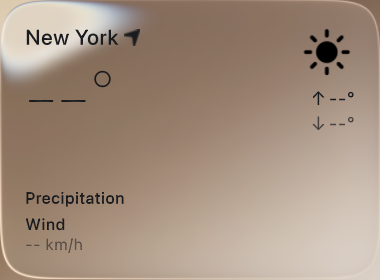 New York
— —°
↑ --°
↓ --°
Precipitation
Wind
-- km/h